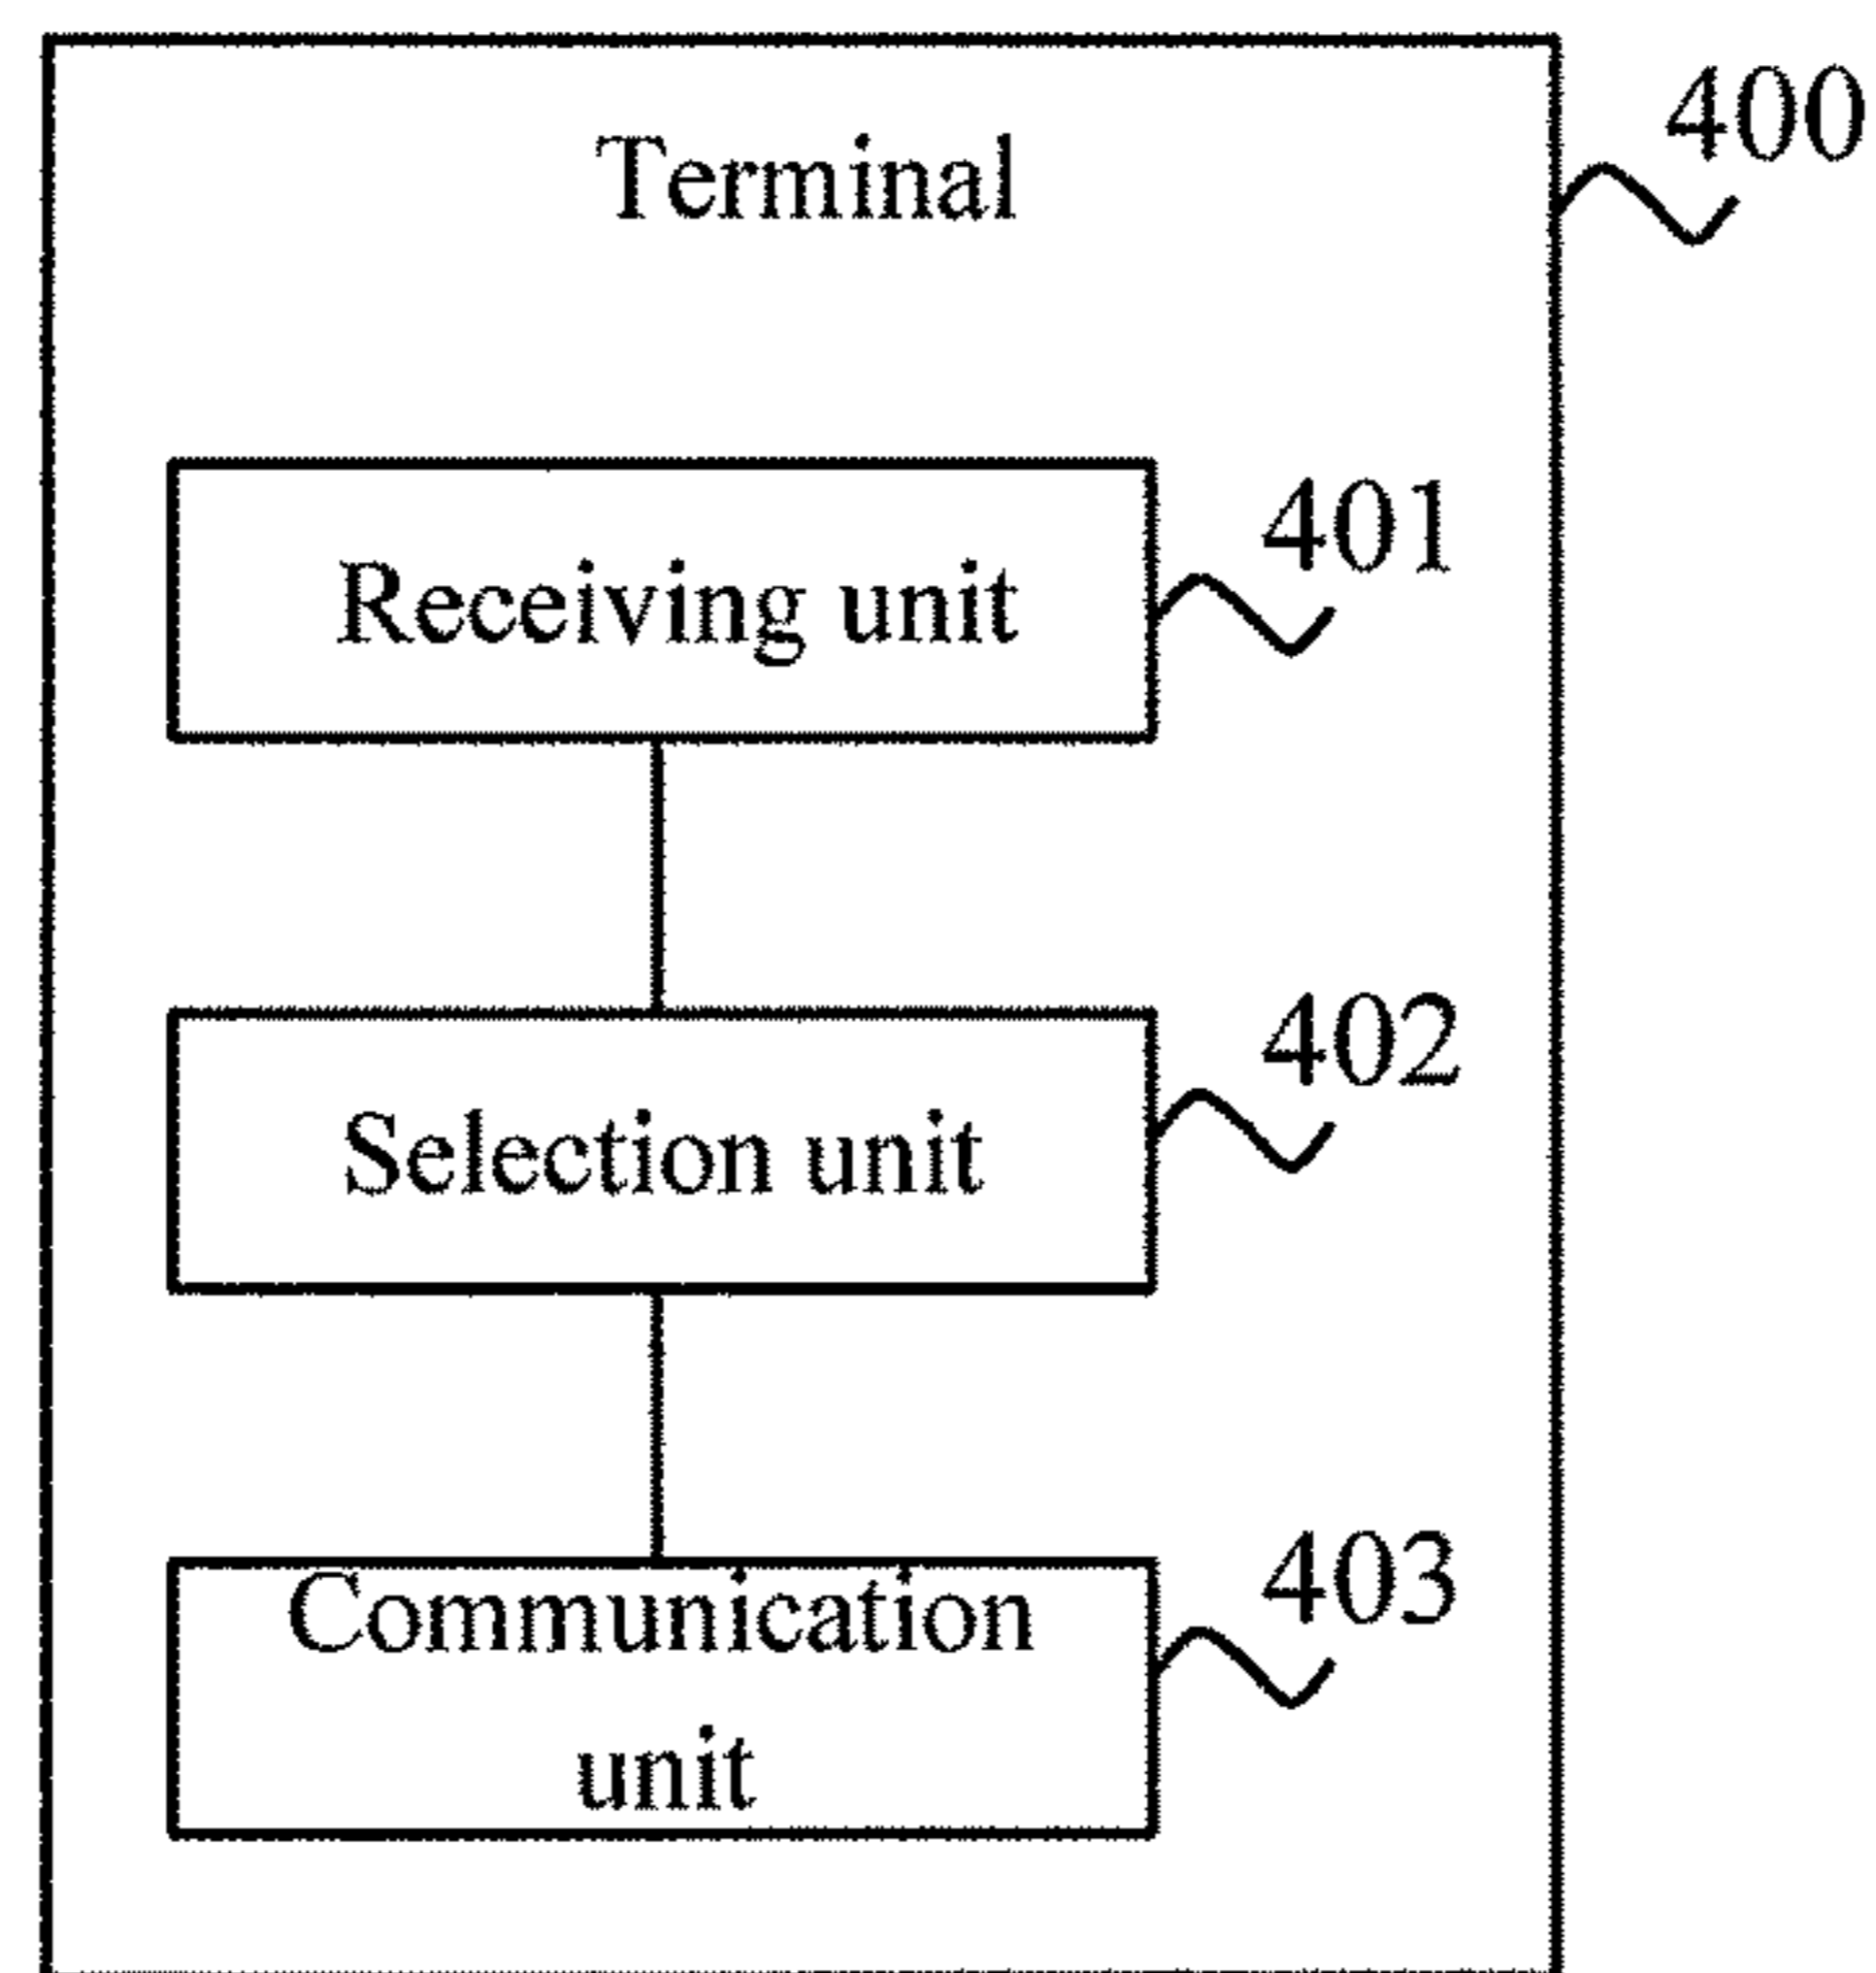 400
Terminal
401
Receiving unit
402
Selection unit
403
Communication
unit